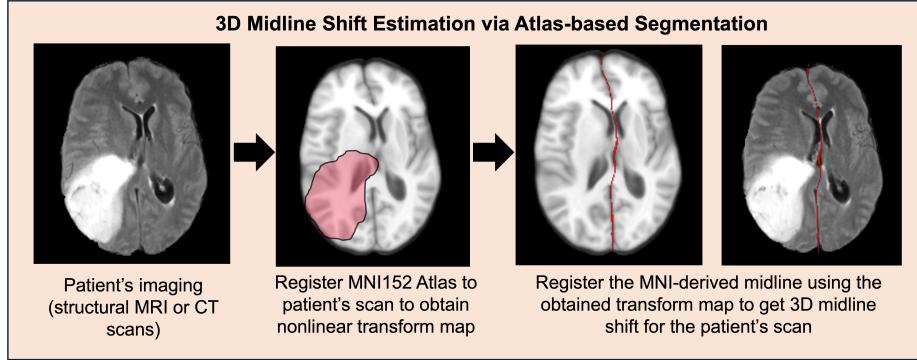 3D Midline Shift Estimation via Atlas-based Segmentation
Patient's imaging
(structural MRI or CT
scans)
Register MNI152 Atlas to
patient's scan to obtain
nonlinear transform map
Register the MNI-derived midline using the
obtained transform map to get 3D midline
shift for the patient's scan